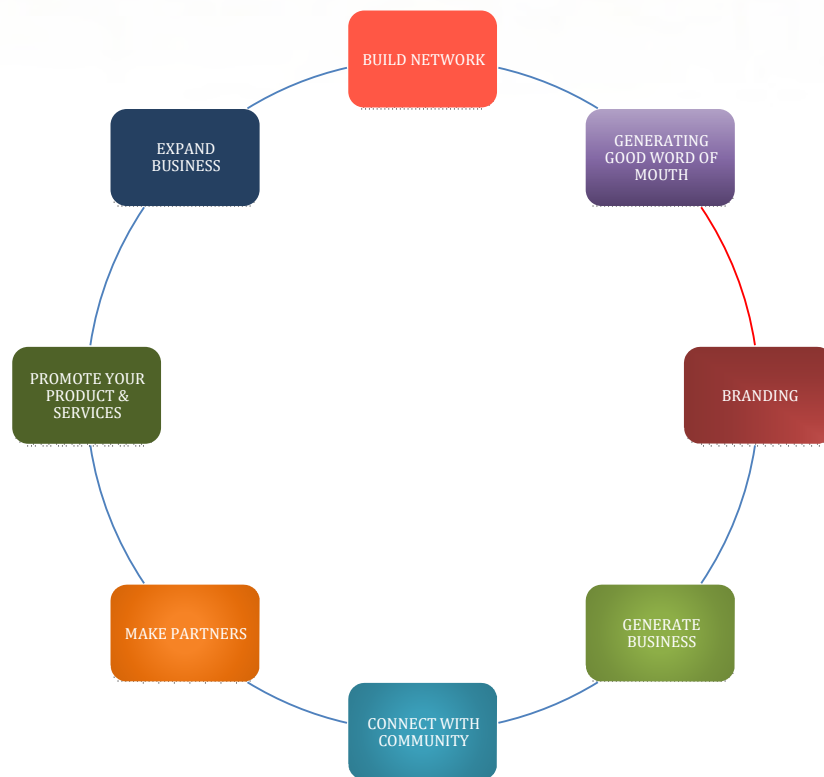 BUILD NETWORK
GENERATING
GOOD WORD OF
MOUTH
BRANDING
GENERATE
BUSINESS
CONNECT WITH
COMMUNITY
MAKE PARTNERS
PROMOTE YOUR
PRODUCT &
SERVICES
EXPAND
BUSINESS